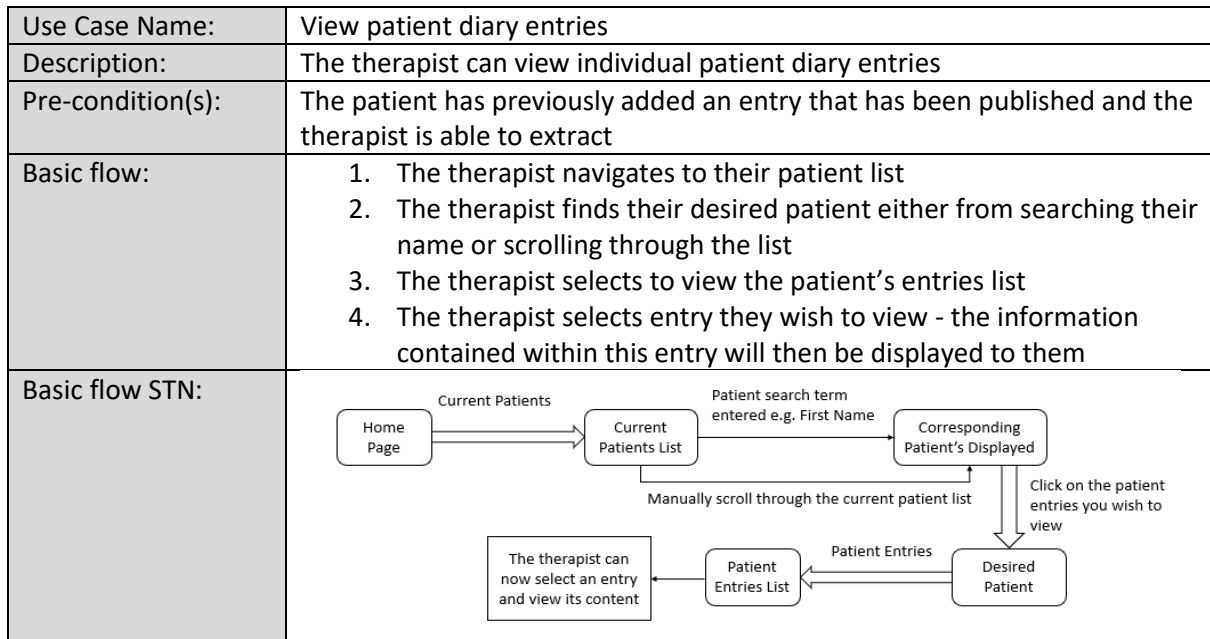 Use Case Name:
View patient diary entries
Description:
The therapist can view individual patient diary entries
Pre-condition(s):
The patient has previously added an entry that has been published and the
therapist is able to extract
Basic flow:
1. The therapist navigates to their patient list
2. The therapist finds their desired patient either from searching their
name or scrolling through the list
3. The therapist selects to view the patient’s entries list
4. The therapist selects entry they wish to view - the information
contained within this entry will then be displayed to them
Basic flow STN:
Home
Page
Current Patients
Current
Patients List
Patient search term
entered e.g. First Name
Manually scroll through the current patient list
Corresponding
Patient’s Displayed
Click on the patient
entries you wish to
view
Desired
Patient
Patient Entries
Patient
Entries List
The therapist can
now select an entry
and view its content